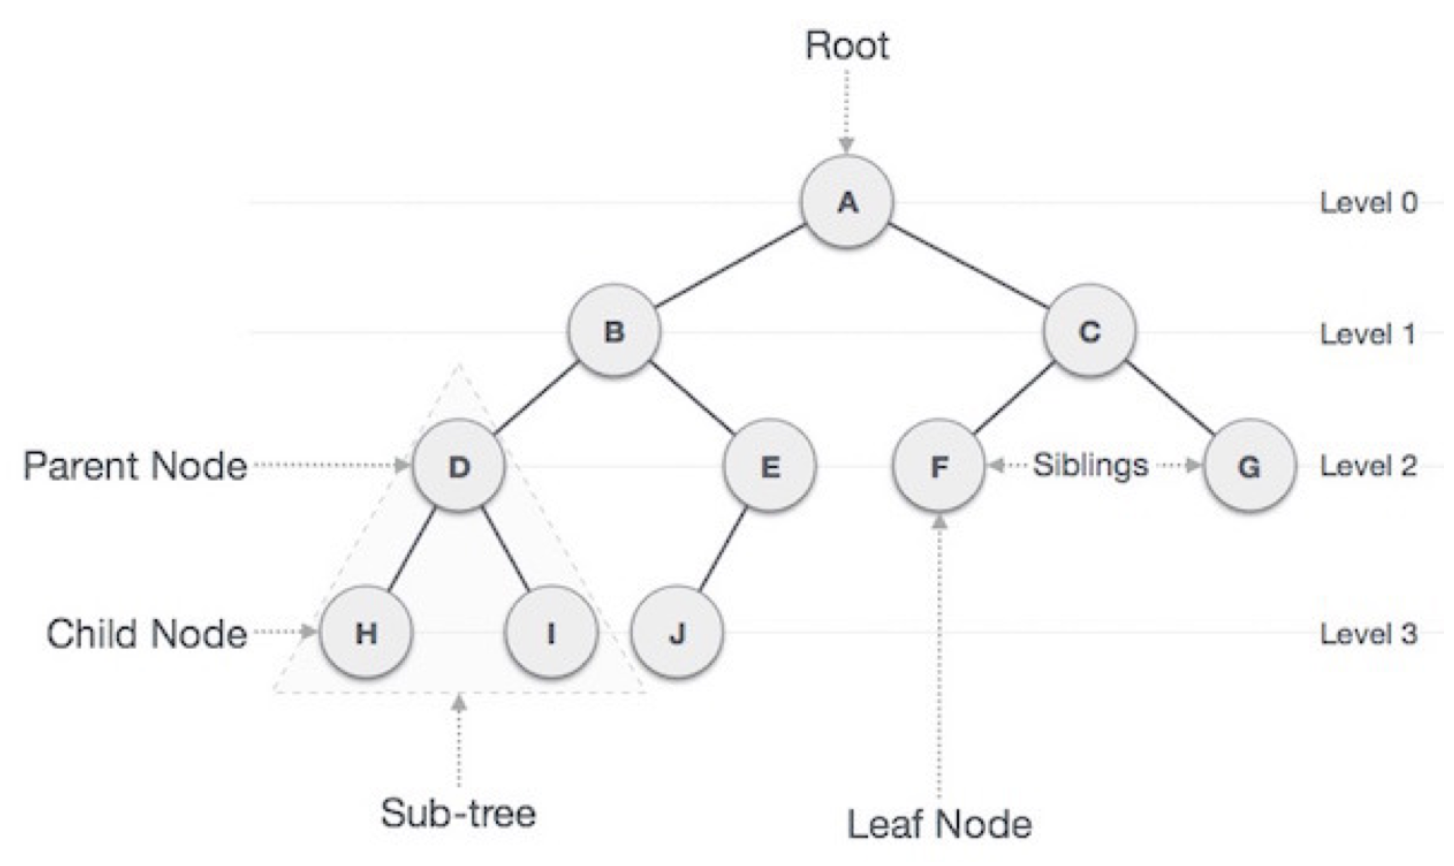 Root
A
Level 0
B
C
Level 1
Parent Node
D
E
F
Siblings
G
Level 2
Child Node
H
I
J
Level 3
Sub-tree
Leaf Node